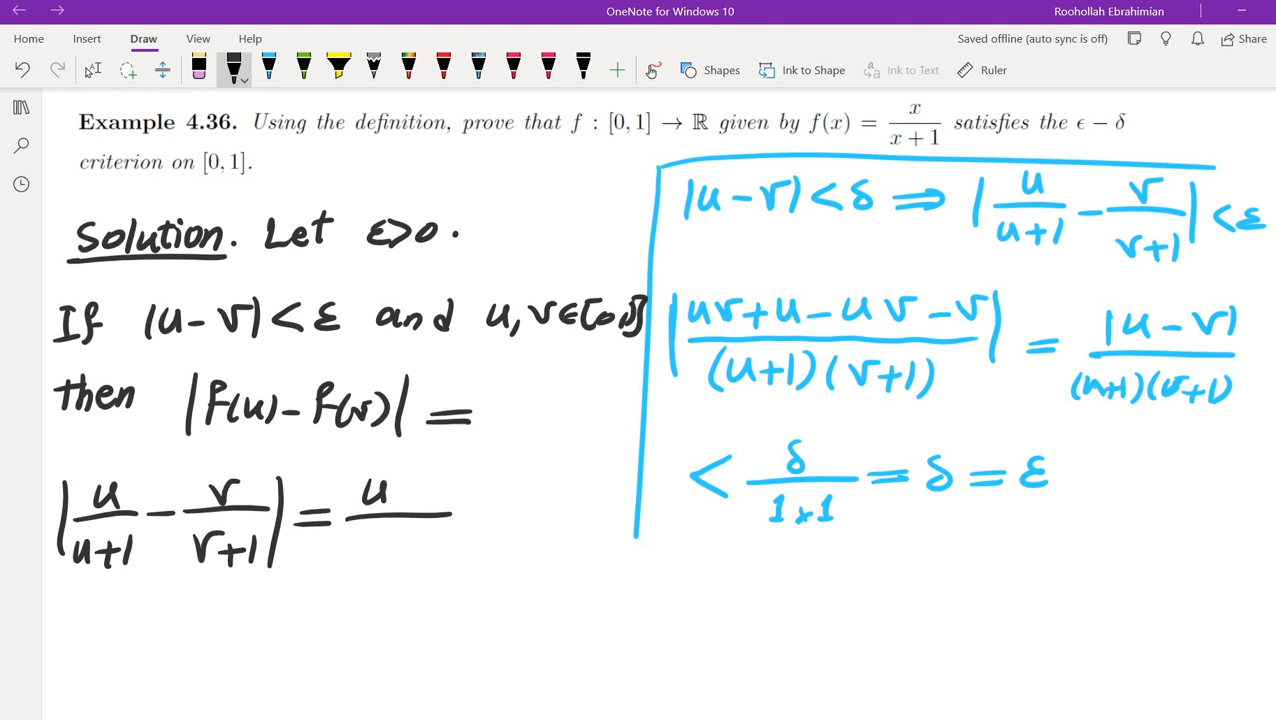 OneNote for Windows 10
Roohollah Ebrahimian
Home Insert Draw View Help
Saved offline (auto sync is off)
Share
Shapes
Ink to Shape
Ink to Text
Ruler
Example 4.36. Using the definition, prove that f : [0, 1] → ℝ given by f(x) = x/(x + 1) satisfies the ϵ − δ
criterion on [0, 1].
Solution. Let ε>0.
If |u-v|<ε and u,v∈[0,1]
then |f(u)-f(v)| =
|u/(u+1) - v/(v+1)| = u
|u-v|<δ ⇒ |u/(u+1) - v/(v+1)| <ε
|(uv+u-uv-v)/((u+1)(v+1))| = |u-v|/((u+1)(v+1))
< δ/(1×1) = δ = ε